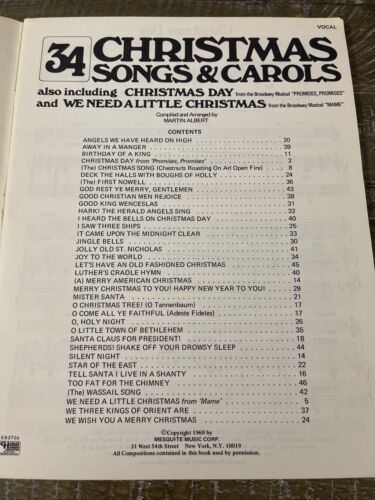 VOCAL
34 CHRISTMAS
SONGS & CAROLS
also including CHRISTMAS DAY from the Broadway Musical "PROMISES, PROMISES"
and WE NEED A LITTLE CHRISTMAS from the Broadway Musical "MAME"
Compiled and Arranged by
MARTIN ALBERT
CONTENTS
ANGELS WE HAVE HEARD ON HIGH 20
AWAY IN A MANGER 39
BIRTHDAY OF A KING 11
CHRISTMAS DAY from 'Promises, Promises' 2
(The) CHRISTMAS SONG (Chestnuts Roasting On An Open Fire) 8
DECK THE HALLS WITH BOUGHS OF HOLLY 24
(The) FIRST NOWELL 36
GOD REST YE MERRY, GENTLEMEN 43
GOOD CHRISTIAN MEN REJOICE 38
GOOD KING WENCESLAS 31
HARK! THE HERALD ANGELS SING 32
I HEARD THE BELLS ON CHRISTMAS DAY 40
I SAW THREE SHIPS 25
IT CAME UPON THE MIDNIGHT CLEAR 33
JINGLE BELLS 30
JOLLY OLD ST. NICHOLAS 41
JOY TO THE WORLD 34
LET'S HAVE AN OLD FASHIONED CHRISTMAS 45
LUTHER'S CRADLE HYMN 40
(A) MERRY AMERICAN CHRISTMAS 14
MERRY CHRISTMAS TO YOU! HAPPY NEW YEAR TO YOU! 29
MISTER SANTA 21
O CHRISTMAS TREE! (O Tannenbaum) 17
O COME ALL YE FAITHFUL (Adeste Fideles) 17
O, HOLY NIGHT 26
O LITTLE TOWN OF BETHLEHEM 35
SANTA CLAUS FOR PRESIDENT! 18
SHEPHERDS! SHAKE OFF YOUR DROWSY SLEEP 44
SILENT NIGHT 14
STAR OF THE EAST 22
TELL SANTA I LIVE IN A SHANTY 16
TOO FAT FOR THE CHIMNEY 46
(The) WASSAIL SONG 42
WE NEED A LITTLE CHRISTMAS from 'Mame' 5
WE THREE KINGS OF ORIENT ARE 37
WE WISH YOU A MERRY CHRISTMAS 24
©Copyright 1960 by
MESQUITE MUSIC CORP.
31 West 54th Street New York, N.Y. 10019
All Compositions contained in this book used by permission.